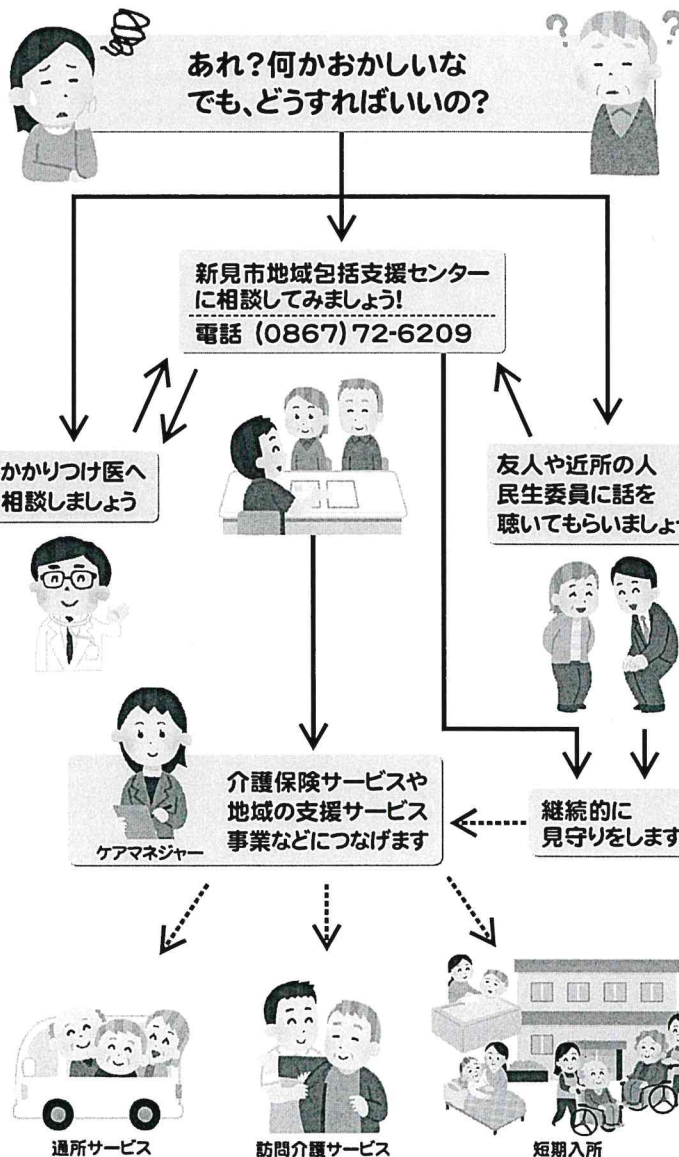 あれ?何かおかしいな
でも、どうすればいいの?
? ?
新見市地域包括支援センター
に相談してみましょう!
電話 (0867)72-6209
かかりつけ医へ
相談しましょう
友人や近所の人
民生委員に話を
聴いてもらいましょ
介護保険サービスや
地域の支援サービス
事業などにつなげます
ケアマネジャー
継続的に
見守りをします
通所サービス
訪問介護サービス
短期入所